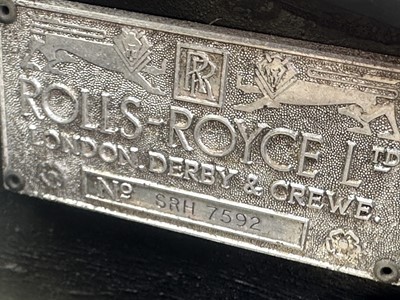 RR
ROLLS-ROYCE LTD
LONDON, DERBY & CREWE.
No SRH 7592